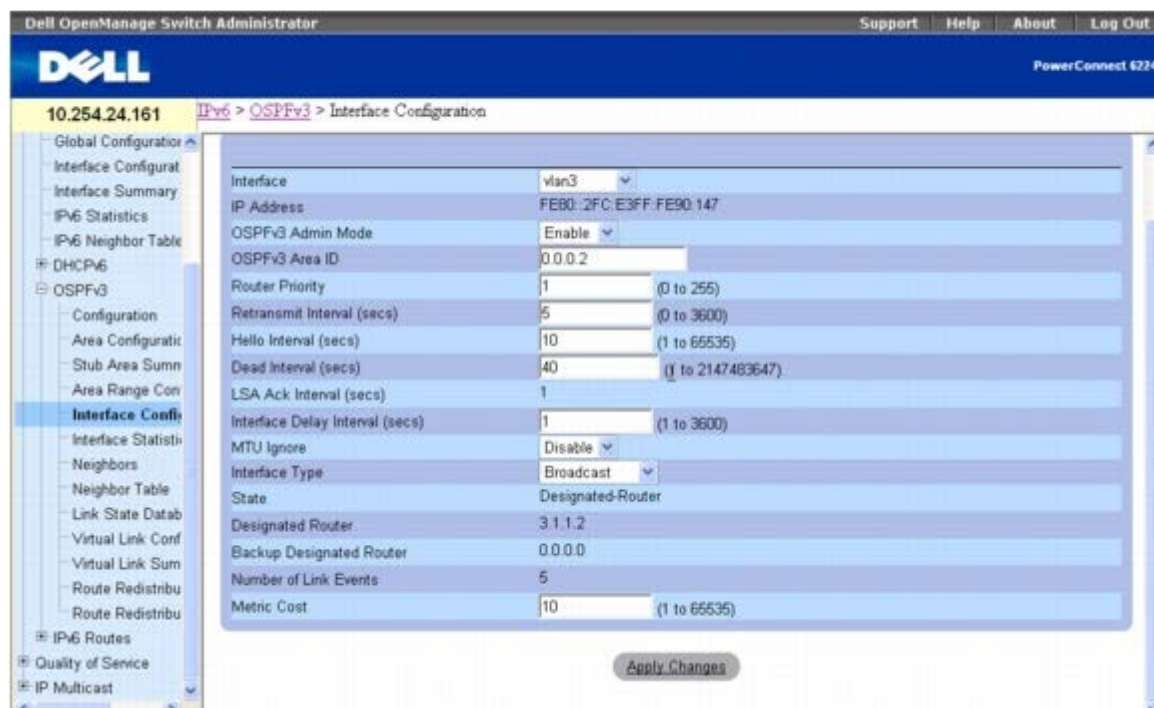 Dell OpenManage Switch Administrator
Support Help About Log Out
DELL
PowerConnect 6224
10.254.24.161
IPv6 > OSPFv3 > Interface Configuration
Global Configuration
Interface Configurat
Interface Summary
IPv6 Statistics
IPv6 Neighbor Table
DHCPv6
OSPFv3
Configuration
Area Configuratic
Stub Area Summ
Area Range Con
Interface Config
Interface Statisti
Neighbors
Neighbor Table
Link State Datab
Virtual Link Conf
Virtual Link Sum
Route Redistribu
Route Redistribu
IPv6 Routes
Quality of Service
IP Multicast
Interface vlan3
IP Address FE80::2FC:E3FF:FE90:147
OSPFv3 Admin Mode Enable
OSPFv3 Area ID 0.0.0.2
Router Priority 1 (0 to 255)
Retransmit Interval (secs) 5 (0 to 3600)
Hello Interval (secs) 10 (1 to 65535)
Dead Interval (secs) 40 (1 to 2147483647)
LSA Ack Interval (secs) 1
Interface Delay Interval (secs) 1 (1 to 3600)
MTU Ignore Disable
Interface Type Broadcast
State Designated-Router
Designated Router 3.1.1.2
Backup Designated Router 0.0.0.0
Number of Link Events 5
Metric Cost 10 (1 to 65535)
Apply Changes